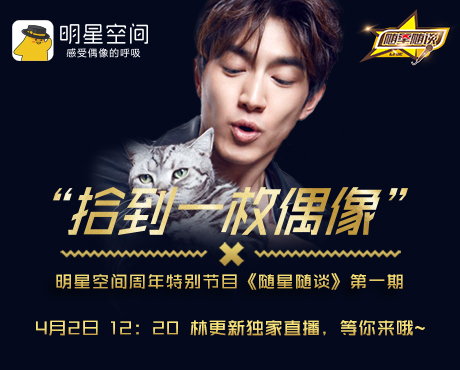 明星空间
感受偶像的呼吸
随星随谈
“拾到一枚偶像”
明星空间周年特别节目《随星随谈》第一期
4月2日 12：20 林更新独家直播，等你来哦~